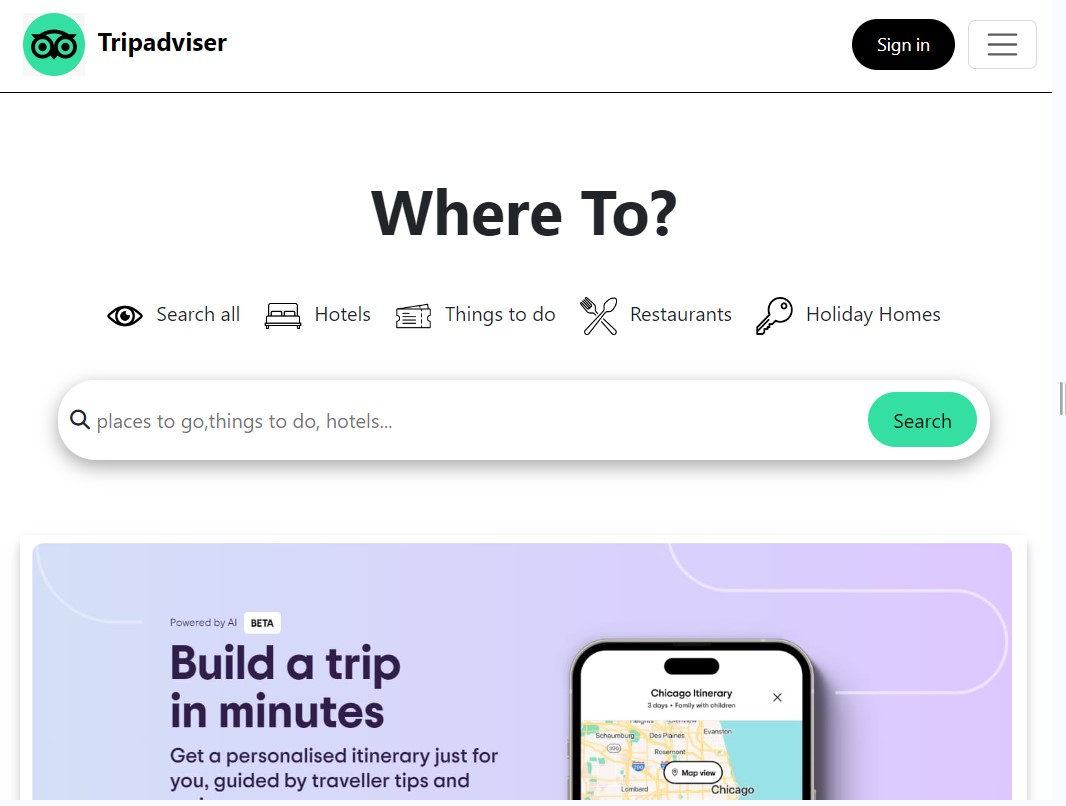 Tripadviser
Sign in
Where To?
Search all
Hotels
Things to do
Restaurants
Holiday Homes
places to go,things to do, hotels...
Search
Powered by AI BETA
Build a trip
in minutes
Get a personalised itinerary just for
you, guided by traveller tips and
Chicago Itinerary
3 days • Family with children
Schaumburg
Des Plaines
Evanston
390
Rosemont
Map view
Lombard
Chicago